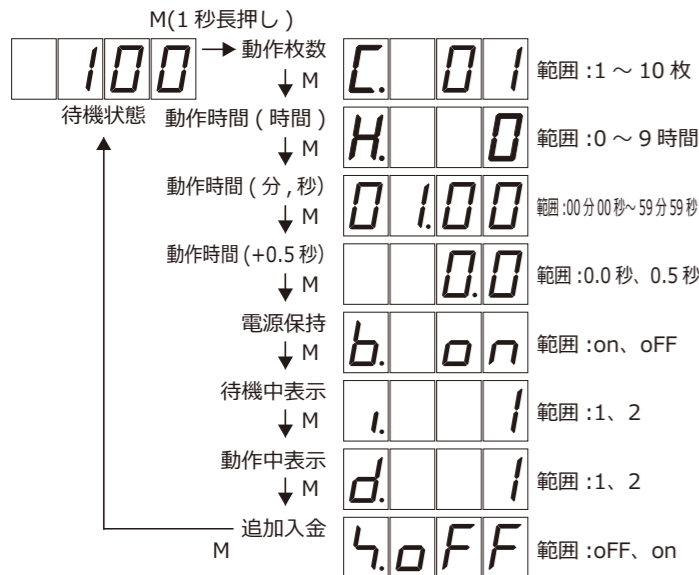 M(1 秒長押し )
100 動作枚数 C. 01 範囲 :1 ～ 10 枚
M
待機状態 動作時間 ( 時間 ) H. 0 範囲 :0 ～ 9 時間
M
動作時間 ( 分 , 秒) 01.00 範囲 :00 分 00 秒～ 59 分 59 秒
M
動作時間 (+0.5 秒) 0.0 範囲 :0.0 秒、0.5 秒
M
電源保持 b. on 範囲 :on、oFF
M
待機中表示 ı. 1 範囲 :1、2
M
動作中表示 d. 1 範囲 :1、2
M
追加入金 oFF 範囲 :oFF、on
M